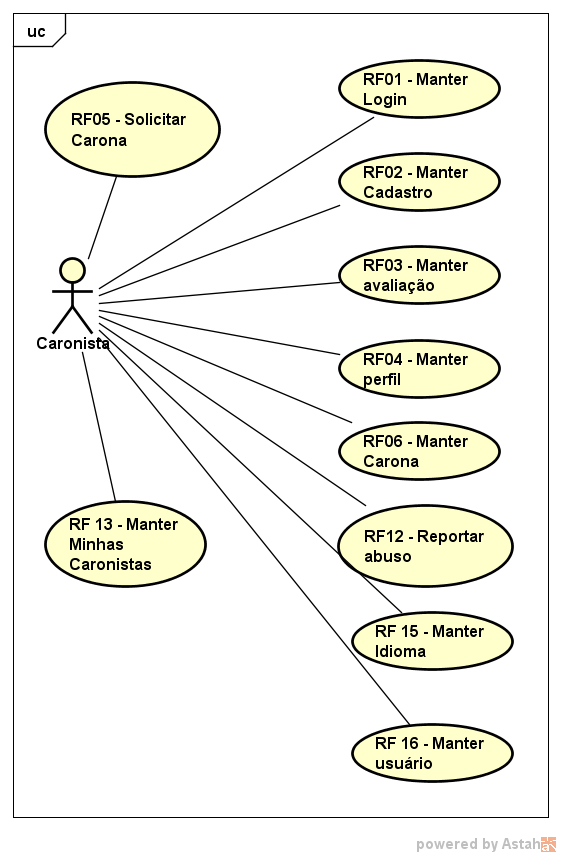 uc
RF05 - Solicitar
Carona
RF01 - Manter
Login
RF02 - Manter
Cadastro
RF03 - Manter
avaliação
Caronista
RF04 - Manter
perfil
RF06 - Manter
Carona
RF 13 - Manter
Minhas
Caronistas
RF12 - Reportar
abuso
RF 15 - Manter
Idioma
RF 16 - Manter
usuário
powered by Astah